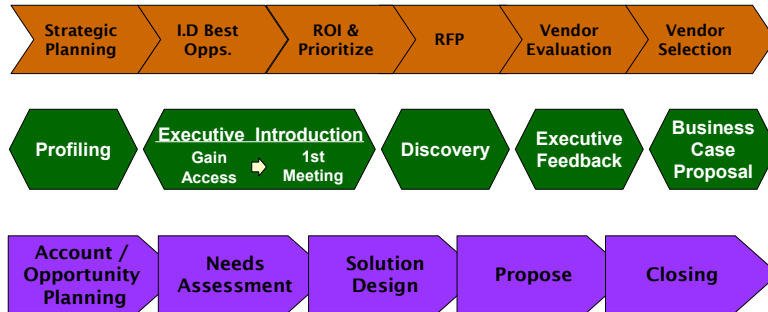 Strategic
Planning
I.D Best
Opps.
ROI &
Prioritize
RFP
Vendor
Evaluation
Vendor
Selection
Profiling
Executive Introduction
Gain
Access
1st
Meeting
Discovery
Executive
Feedback
Business
Case
Proposal
Account /
Opportunity
Planning
Needs
Assessment
Solution
Design
Propose
Closing